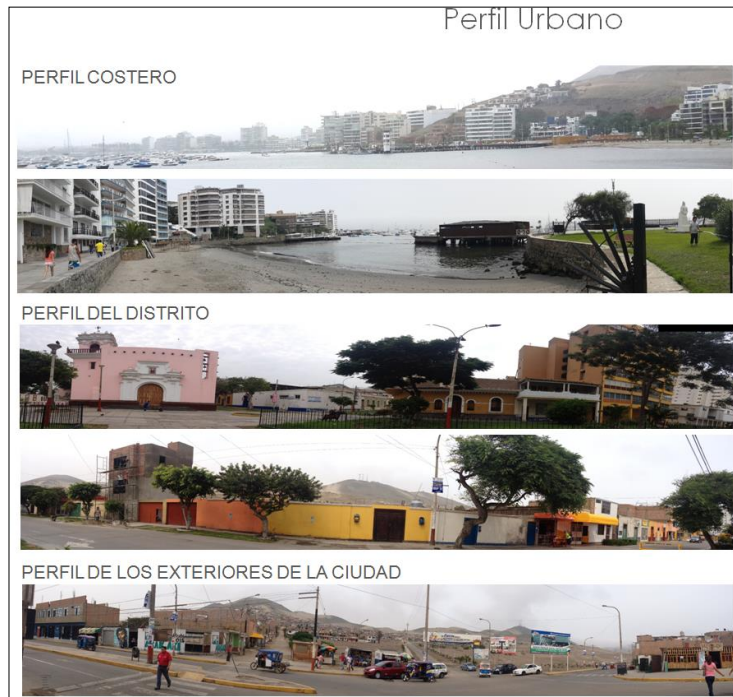 Perfil Urbano
PERFIL COSTERO
PERFIL DEL DISTRITO
PERFIL DE LOS EXTERIORES DE LA CIUDAD